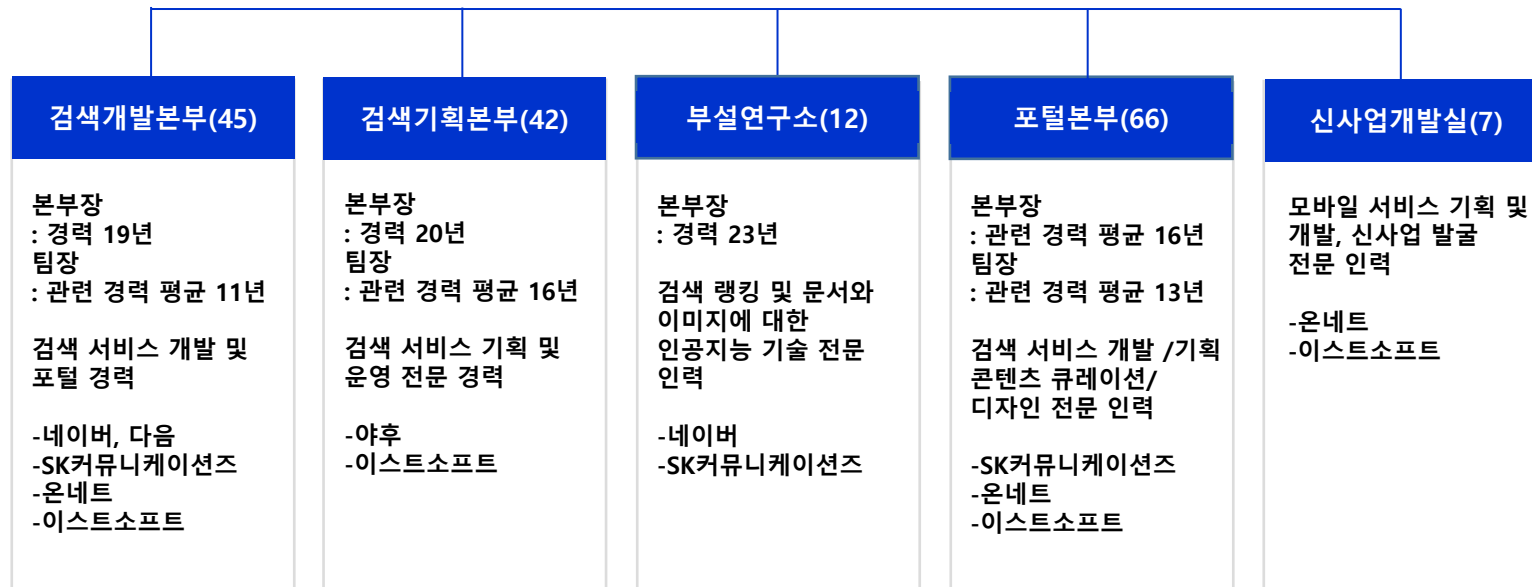 검색개발본부(45)
본부장
: 경력 19년
팀장
: 관련 경력 평균 11년
검색 서비스 개발 및
포털 경력
-네이버, 다음
-SK커뮤니케이션즈
-온네트
-이스트소프트
검색기획본부(42)
본부장
: 경력 20년
팀장
: 관련 경력 평균 16년
검색 서비스 기획 및
운영 전문 경력
-야후
-이스트소프트
부설연구소(12)
본부장
: 경력 23년
검색 랭킹 및 문서와
이미지에 대한
인공지능 기술 전문
인력
-네이버
-SK커뮤니케이션즈
포털본부(66)
본부장
: 관련 경력 평균 16년
팀장
: 관련 경력 평균 13년
검색 서비스 개발 /기획
콘텐츠 큐레이션/
디자인 전문 인력
-SK커뮤니케이션즈
-온네트
-이스트소프트
신사업개발실(7)
모바일 서비스 기획 및
개발, 신사업 발굴
전문 인력
-온네트
-이스트소프트